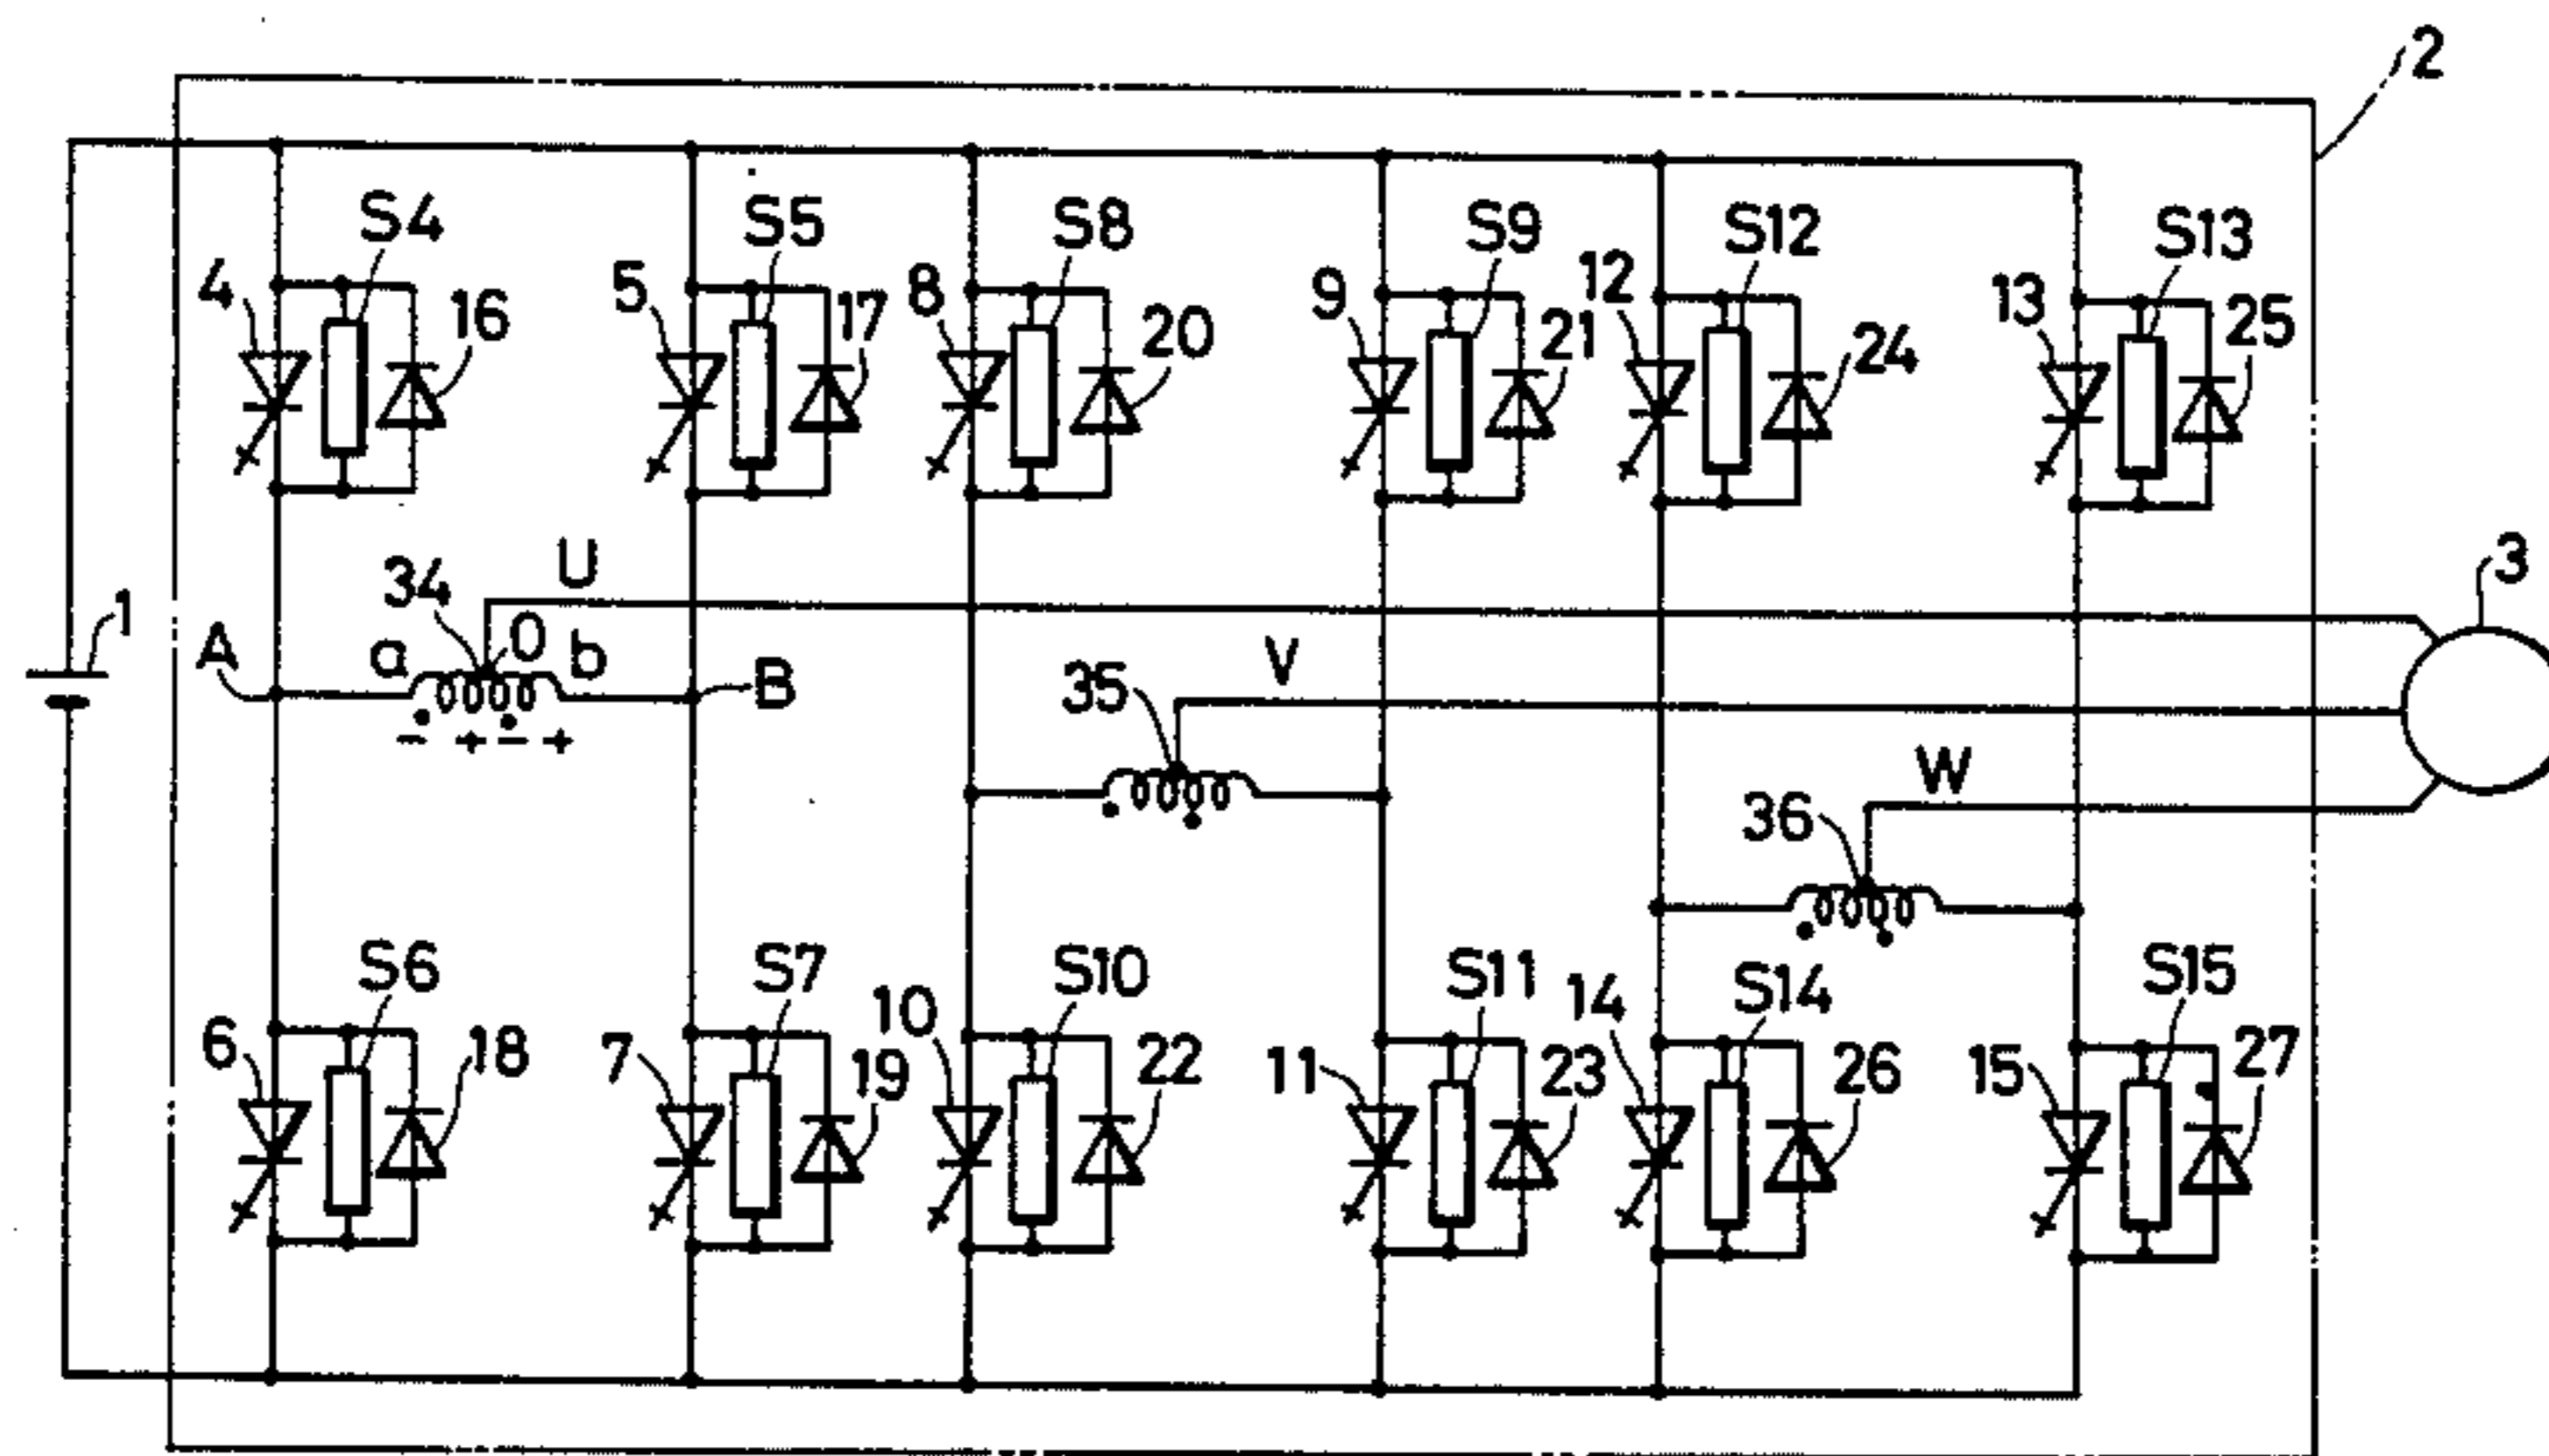 2
S4 S5 S8 S9 S12 S13
4 16 5 17 8 20 9 21 12 24 13 25
34 U 3
1 A a O b B 35 V
- + - + 36 W
S6 S7 S10 S11 S14 S15
6 18 7 19 10 22 11 23 14 26 15 27